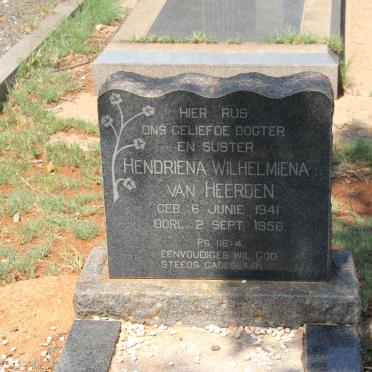 HIER RUS
ONS GELIEFDE DOGTER
EN SUSTER
HENDRIENA WILHELMIENA
VAN HEERDEN
GEB. 6 JUNIE 1941
OORL. 2 SEPT. 1956
PS. 116:4.
EENVOUDIGES WIL GOD
STEEDS GADESLAAN